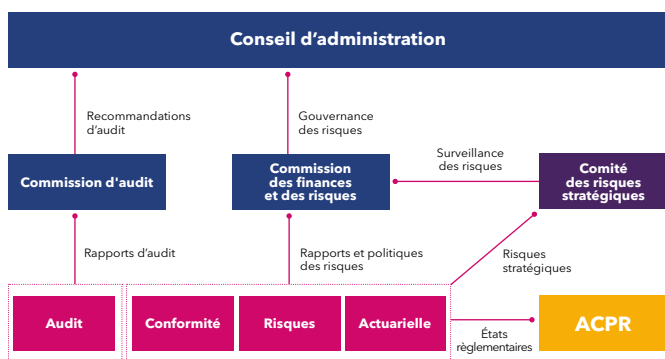 Conseil d'administration
Recommandations
d'audit
Gouvernance
des risques
Commission d'audit
Commission
des finances
et des risques
Surveillance
des risques
Comité
des risques
stratégiques
Rapports d'audit
Rapports et politiques
des risques
Risques
stratégiques
Audit
Conformité
Risques
Actuarielle
États
règlementaires
ACPR